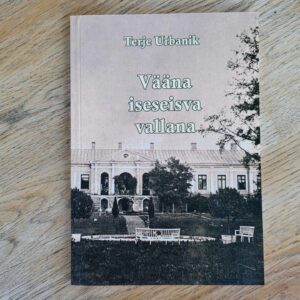 Terje Urbanik
Vääna
iseseisva
vallana